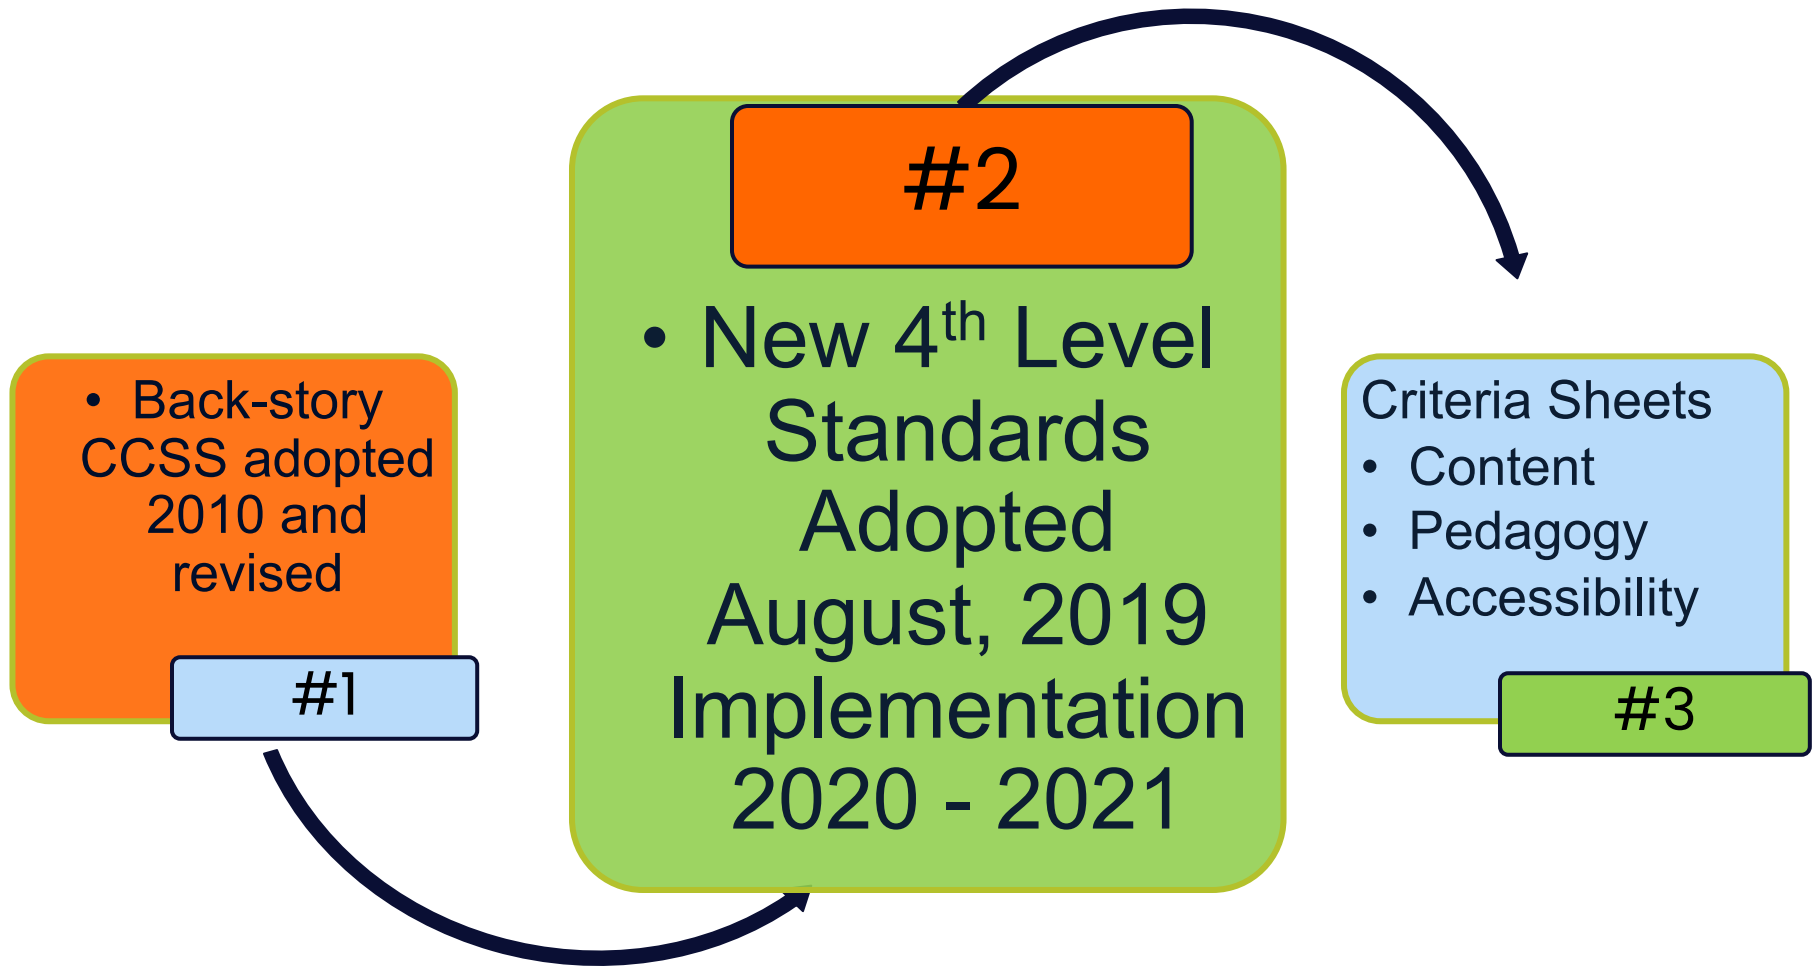 • Back-story
CCSS adopted
2010 and
revised
#1
#2
• New 4th Level
Standards
Adopted
August, 2019
Implementation
2020 - 2021
Criteria Sheets
• Content
• Pedagogy
• Accessibility
#3